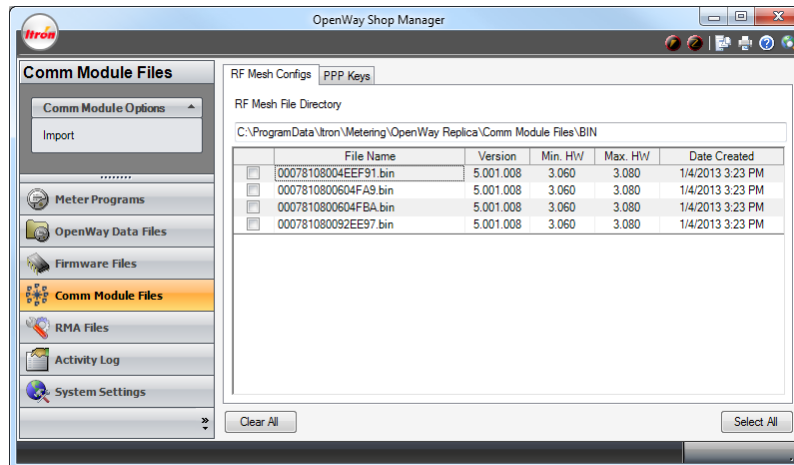 OpenWay Shop Manager
Itron
Comm Module Files
Comm Module Options
Import
Meter Programs
OpenWay Data Files
Firmware Files
Comm Module Files
RMA Files
Activity Log
System Settings
RF Mesh Configs PPP Keys
RF Mesh File Directory
C:\ProgramData\Itron\Metering\OpenWay Replica\Comm Module Files\BIN
File Name Version Min. HW Max. HW Date Created
00078108004EEF91.bin 5.001.008 3.060 3.080 1/4/2013 3:23 PM
0007810800604FA9.bin 5.001.008 3.060 3.080 1/4/2013 3:23 PM
0007810800604FBA.bin 5.001.008 3.060 3.080 1/4/2013 3:23 PM
000781080092EE97.bin 5.001.008 3.060 3.080 1/4/2013 3:23 PM
Clear All Select All